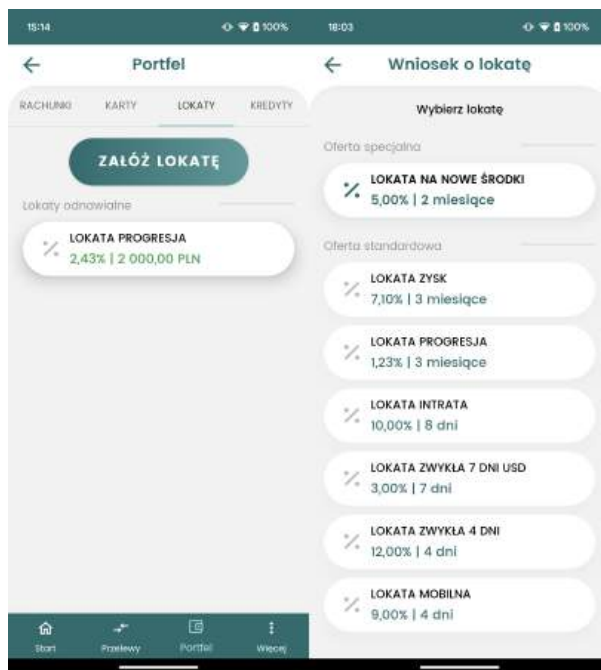 15:14
100%
Portfel
RACHUNKI KARTY LOKATY KREDYTY
ZAŁÓŻ LOKATĘ
Lokaty odnawialne
LOKATA PROGRESJA
2,43% | 2 000,00 PLN
Start Przelewy Portfel Więcej
18:03
100%
Wniosek o lokatę
Wybierz lokatę
Oferta specjalna
LOKATA NA NOWE ŚRODKI
5,00% | 2 miesiące
Oferta standardowa
LOKATA ZYSK
7,10% | 3 miesiące
LOKATA PROGRESJA
1,23% | 3 miesiące
LOKATA INTRATA
10,00% | 8 dni
LOKATA ZWYKŁA 7 DNI USD
3,00% | 7 dni
LOKATA ZWYKŁA 4 DNI
12,00% | 4 dni
LOKATA MOBILNA
9,00% | 4 dni